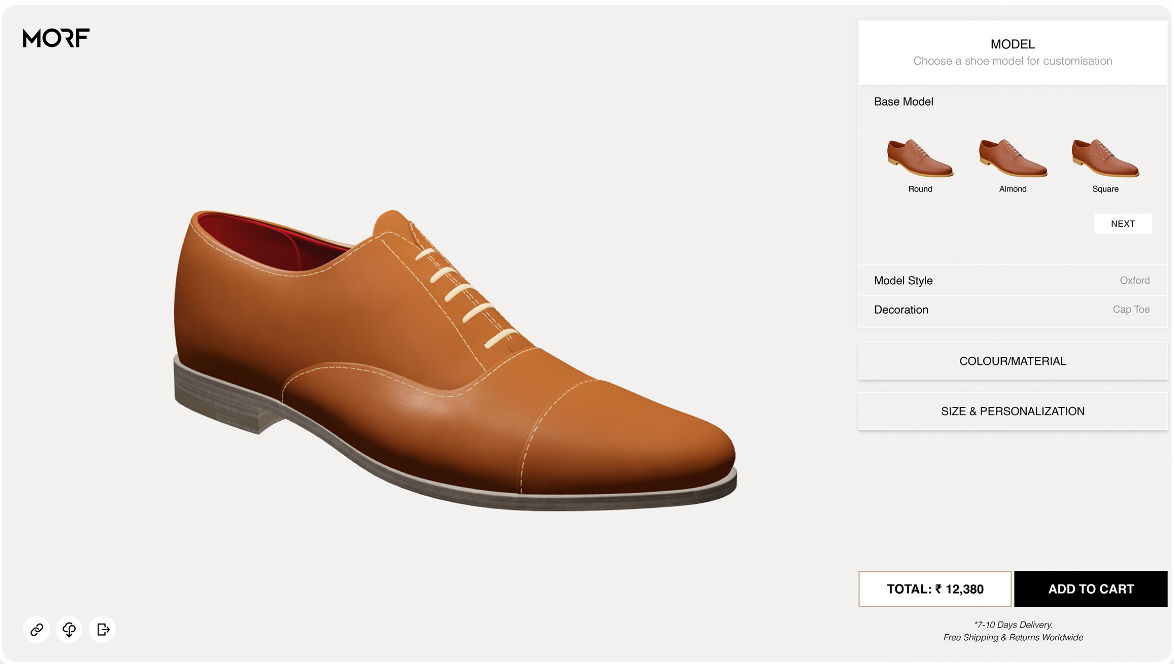 MORF
MODEL
Choose a shoe model for customisation
Base Model
Round
Almond
Square
NEXT
Model Style
Oxford
Decoration
Cap Toe
COLOUR/MATERIAL
SIZE & PERSONALIZATION
TOTAL: ₹ 12,380
ADD TO CART
*7-10 Days Delivery.
Free Shipping & Returns Worldwide